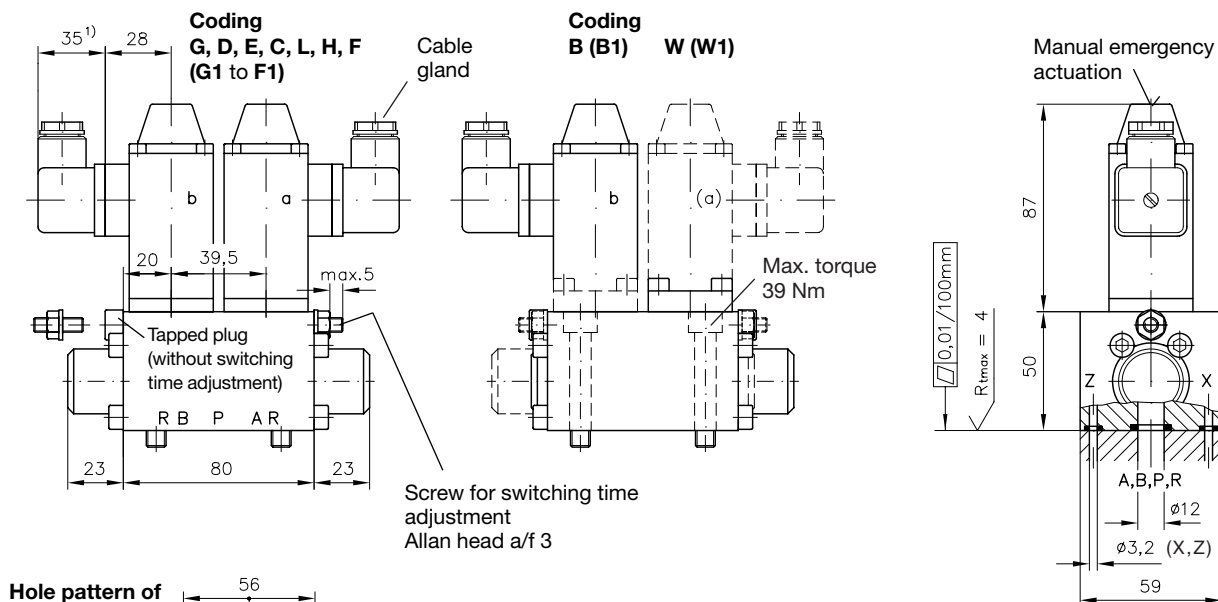 Coding
G, D, E, C, L, H, F
(G1 to F1)
35¹⁾
28
Cable
gland
b
a
20
39,5
max.5
Tapped plug
(without switching
time adjustment)
R B P A R
23
80
23
Screw for switching time
adjustment
Allan head a/f 3
Coding
B (B1) W (W1)
b
(a)
Max. torque
39 Nm
Manual emergency
actuation
87
50
0,01/100mm
Rtmax = 4
Z
X
A,B,P,R
ø12
ø3,2 (X,Z)
59
Hole pattern of
56